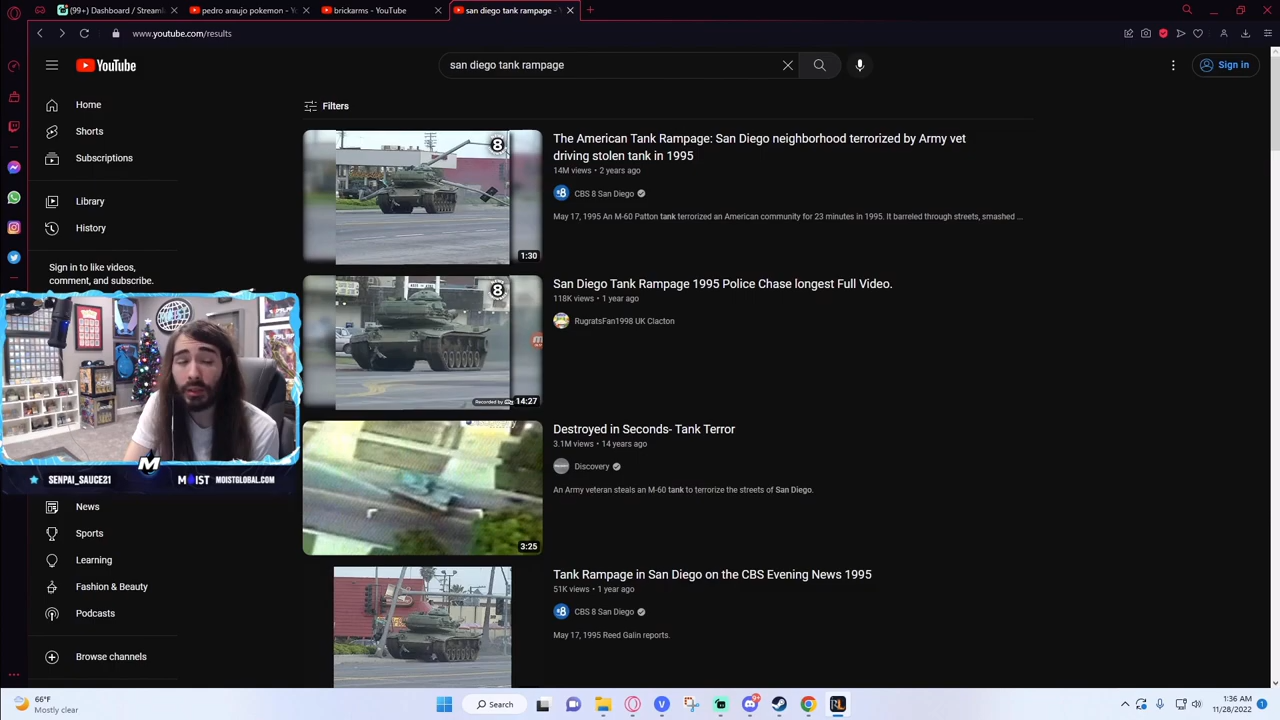 (99+) Dashboard / Streaml
pedro araujo pokemon - Yo
brickarms - YouTube
san diego tank rampage -
www.youtube.com/results
YouTube
san diego tank rampage
Sign in
Home
Shorts
Subscriptions
Library
History
Sign in to like videos,
comment, and subscribe.
Filters
8
1:30
The American Tank Rampage: San Diego neighborhood terrorized by Army vet
driving stolen tank in 1995
14M views • 2 years ago
CBS 8 San Diego
May 17, 1995 An M-60 Patton tank terrorized an American community for 23 minutes in 1995. It barreled through streets, smashed ...
8
Recorded by
14:27
San Diego Tank Rampage 1995 Police Chase longest Full Video.
118K views • 1 year ago
RugratsFan1998 UK Clacton
3:25
Destroyed in Seconds- Tank Terror
3.1M views • 14 years ago
Discovery
An Army veteran steals an M-60 tank to terrorize the streets of San Diego.
Tank Rampage in San Diego on the CBS Evening News 1995
51K views • 1 year ago
CBS 8 San Diego
May 17, 1995 Reed Galin reports.
M
SENPAI_SAUCE21
MOIST
MOISTGLOBAL.COM
News
Sports
Learning
Fashion & Beauty
Podcasts
Browse channels
66°F
Mostly clear
Search
1:36 AM
11/28/2022